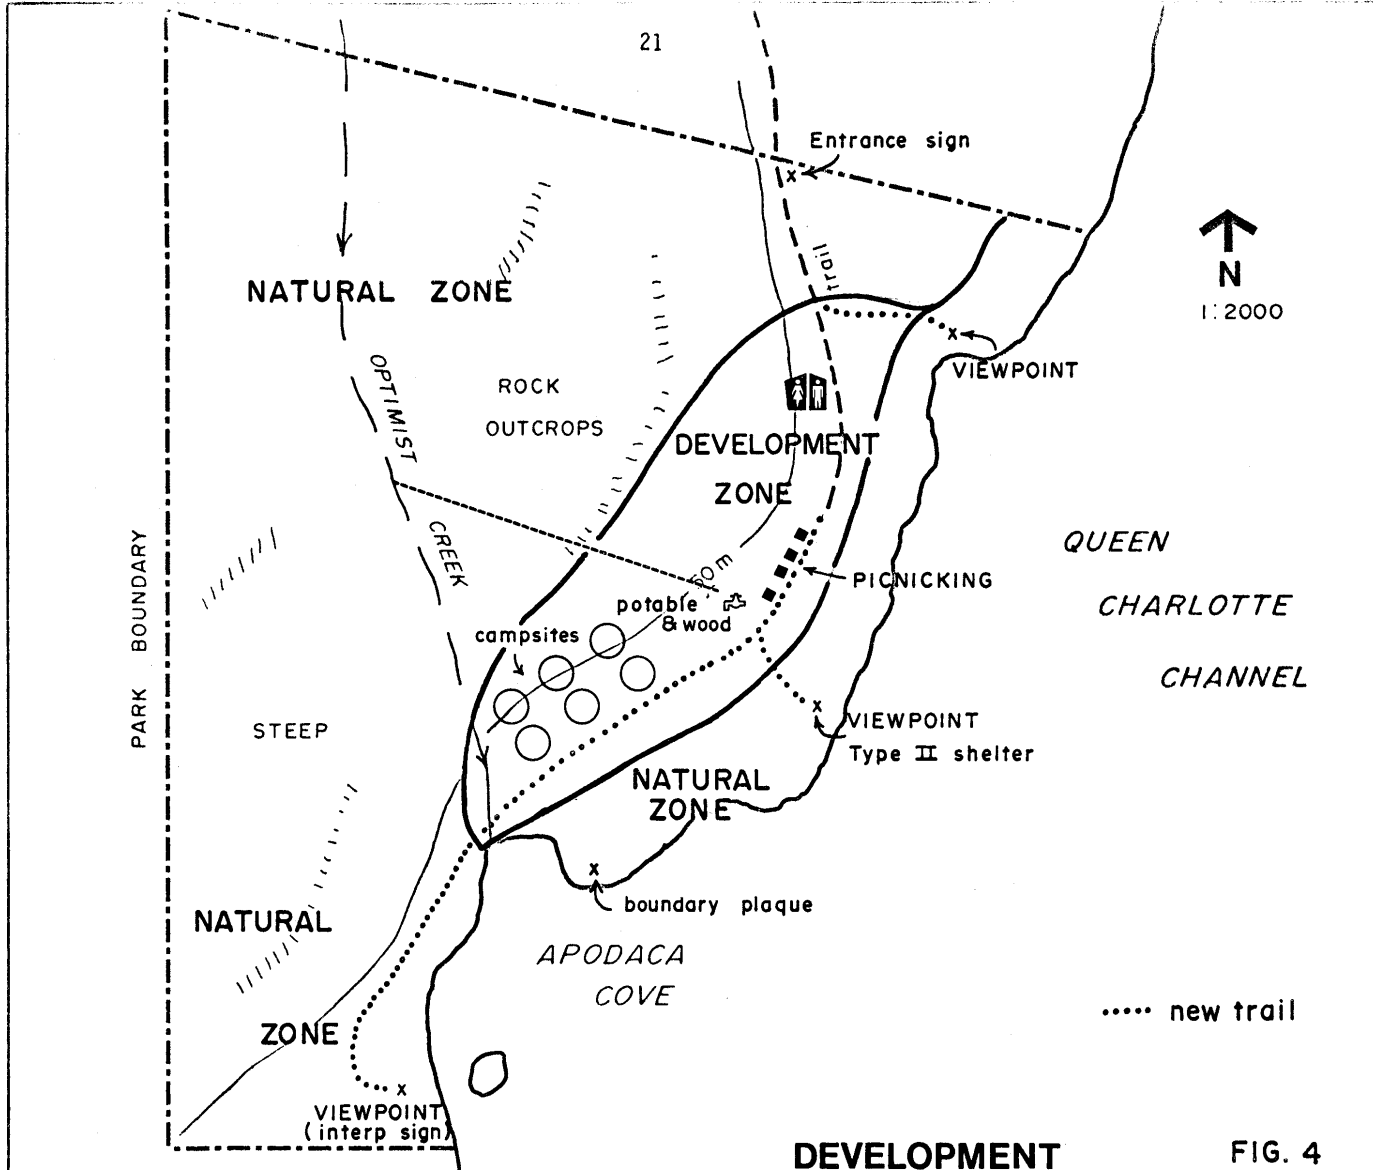 21
Entrance sign
trail
N
1:2000
NATURAL ZONE
OPTIMIST
CREEK
ROCK
OUTCROPS
VIEWPOINT
DEVELOPMENT
ZONE
QUEEN
CHARLOTTE
CHANNEL
PARK BOUNDARY
50m
PICNICKING
potable
& wood
campsites
STEEP
VIEWPOINT
Type II shelter
NATURAL
ZONE
boundary plaque
NATURAL
ZONE
APODACA
COVE
..... new trail
VIEWPOINT
(interp sign)
DEVELOPMENT
FIG. 4